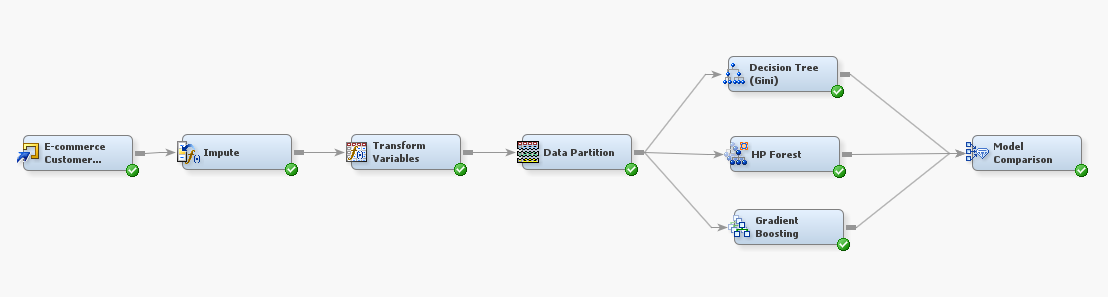 E-commerce
Customer...
Impute
Transform
Variables
Data Partition
Decision Tree
(Gini)
HP Forest
Gradient
Boosting
Model
Comparison